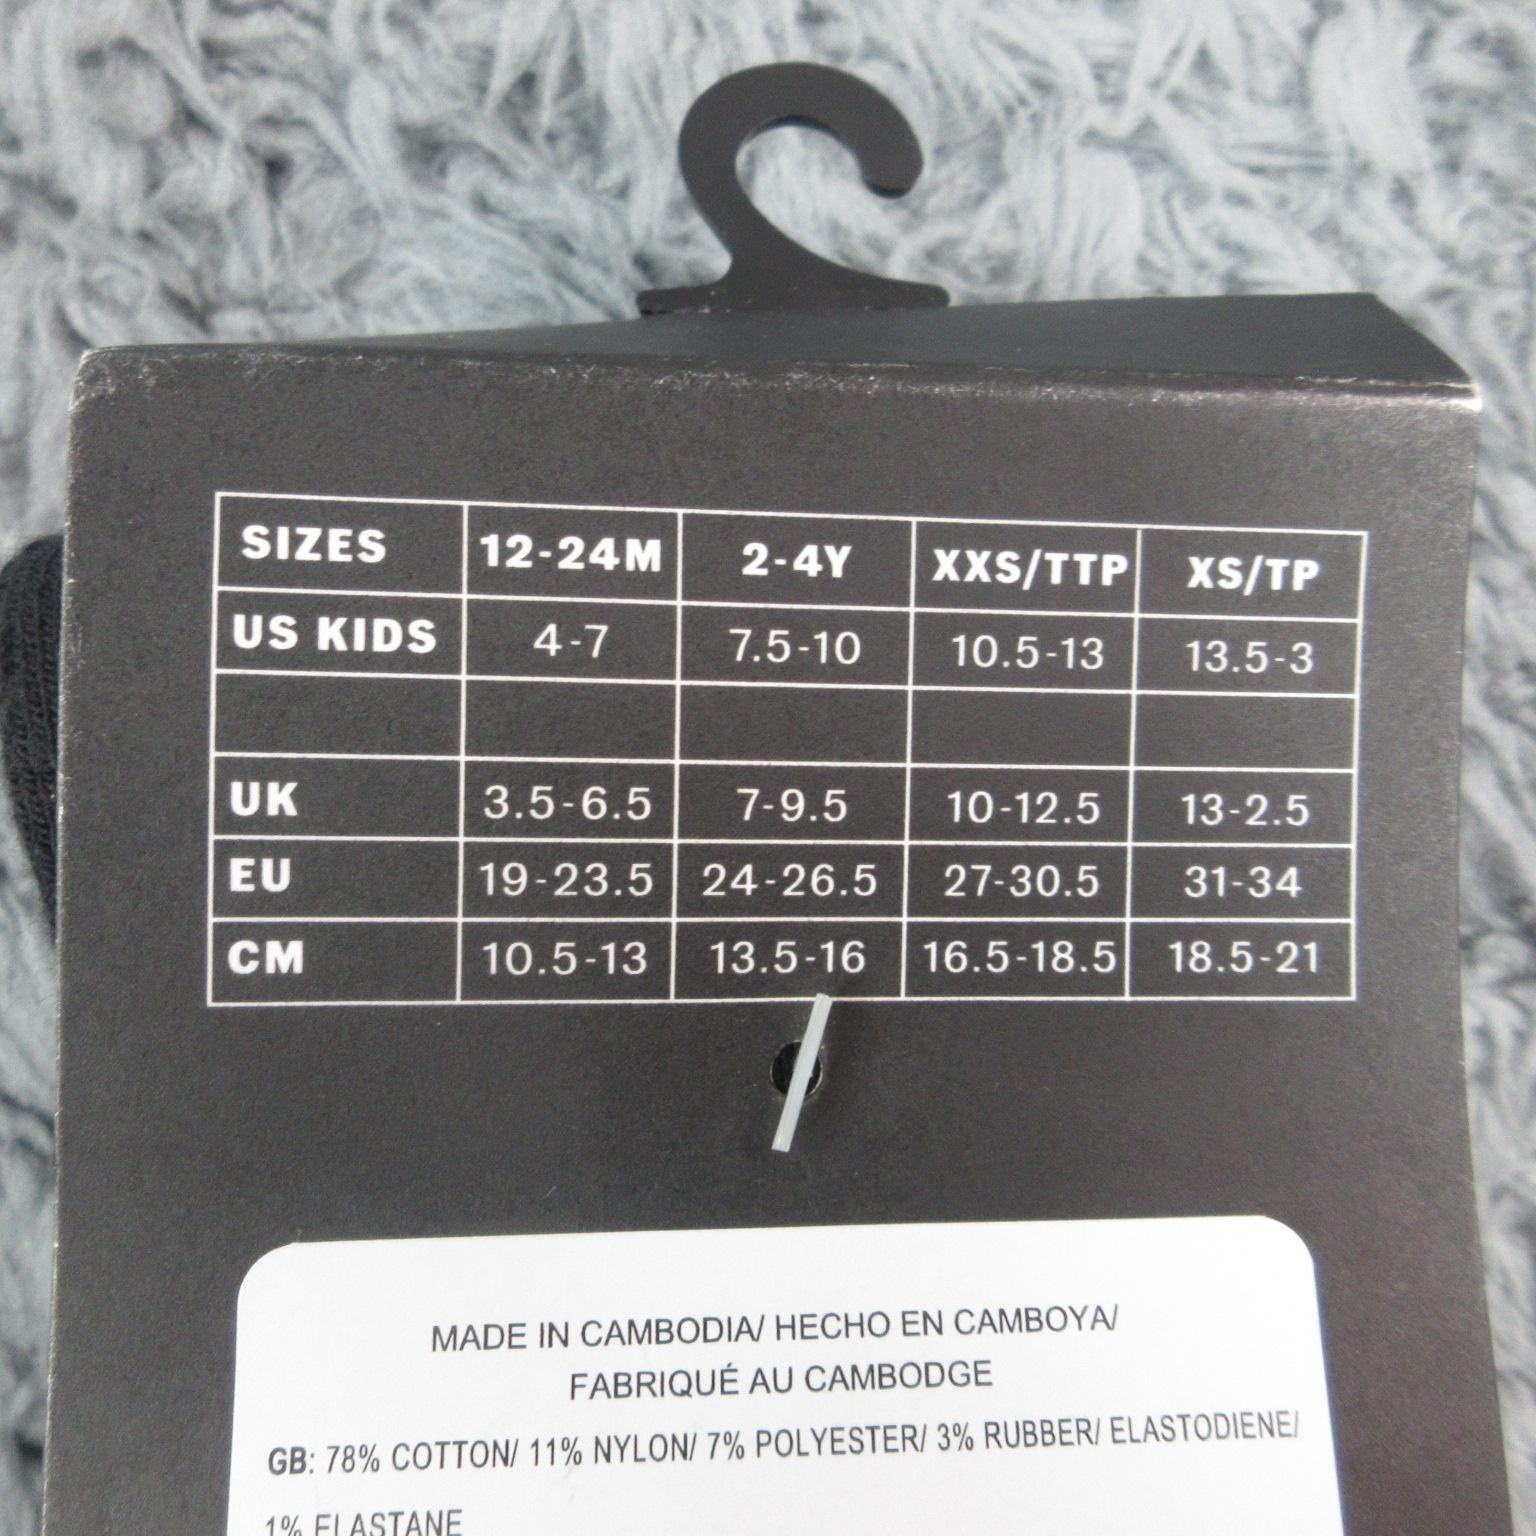 SIZES 12-24M 2-4Y XXS/TTP XS/TP
US KIDS 4-7 7.5-10 10.5-13 13.5-3
UK 3.5-6.5 7-9.5 10-12.5 13-2.5
EU 19-23.5 24-26.5 27-30.5 31-34
CM 10.5-13 13.5-16 16.5-18.5 18.5-21
MADE IN CAMBODIA/ HECHO EN CAMBOYA/
FABRIQUÉ AU CAMBODGE
GB: 78% COTTON/ 11% NYLON/ 7% POLYESTER/ 3% RUBBER/ ELASTODIENE/
1% ELASTANE